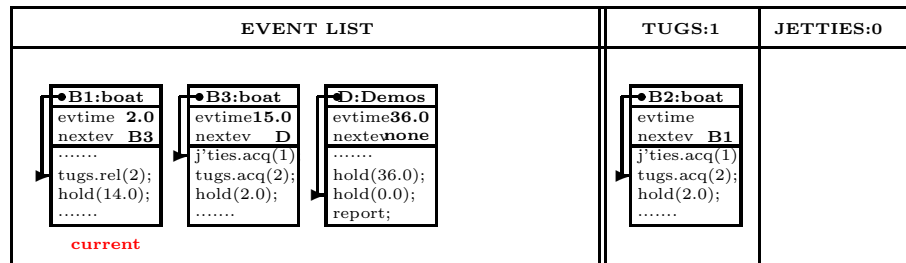 EVENT LIST
TUGS:1
JETTIES:0
B1:boat
evtime 2.0
nextev B3
.......
tugs.rel(2);
hold(14.0);
.......
current
B3:boat
evtime15.0
nextev D
j'ties.acq(1)
tugs.acq(2);
hold(2.0);
.......
D:Demos
evtime36.0
nextevnone
.......
hold(36.0);
hold(0.0);
report;
B2:boat
evtime
nextev B1
j'ties.acq(1)
tugs.acq(2);
hold(2.0);
.......